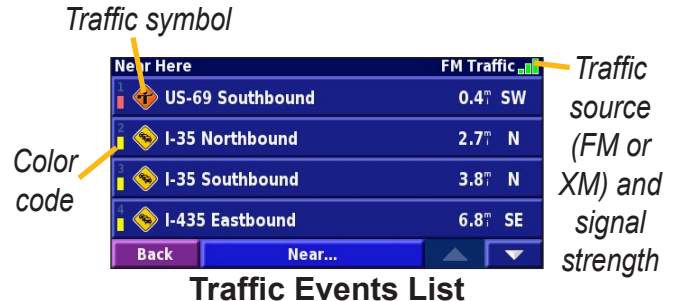 Traffic symbol
Near Here FM Traffic
1 US-69 Southbound 0.4mi SW
2 I-35 Northbound 2.7mi N
3 I-35 Southbound 3.8mi N
4 I-435 Eastbound 6.8mi SE
Back Near...
Color
code
Traffic
source
(FM or
XM) and
signal
strength
Traffic Events List